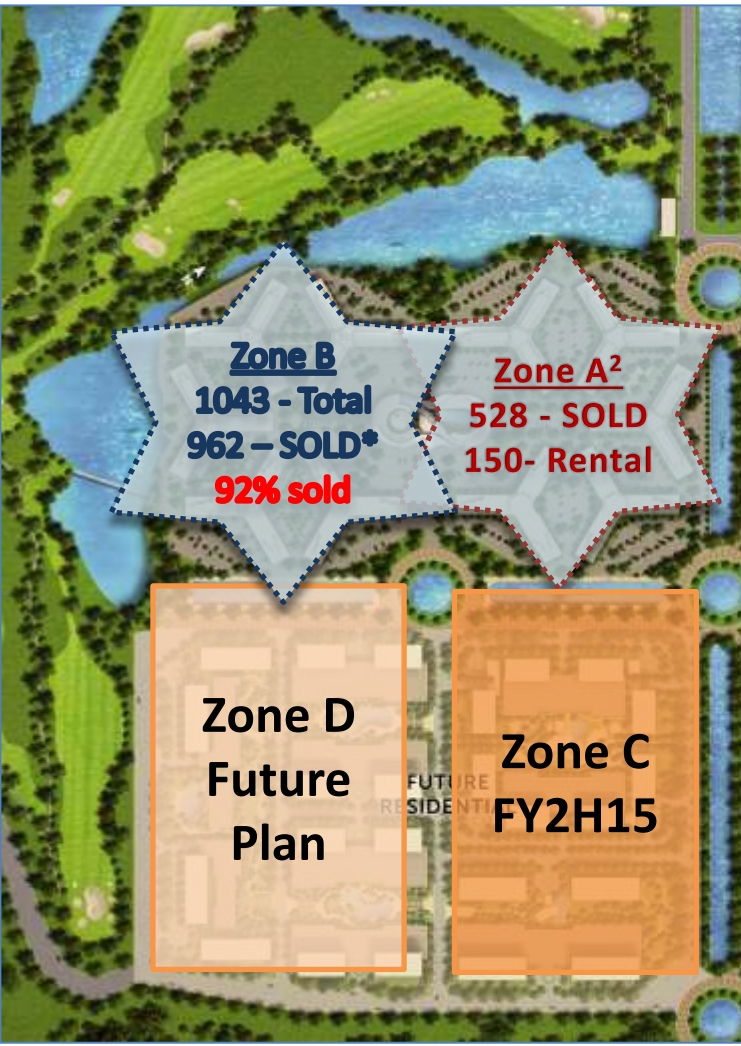 Zone B
1043 - Total
962 – SOLD*
92% sold
Zone A²
528 - SOLD
150- Rental
Zone D
Future
Plan
FUTURE
RESIDENTIAL
Zone C
FY2H15